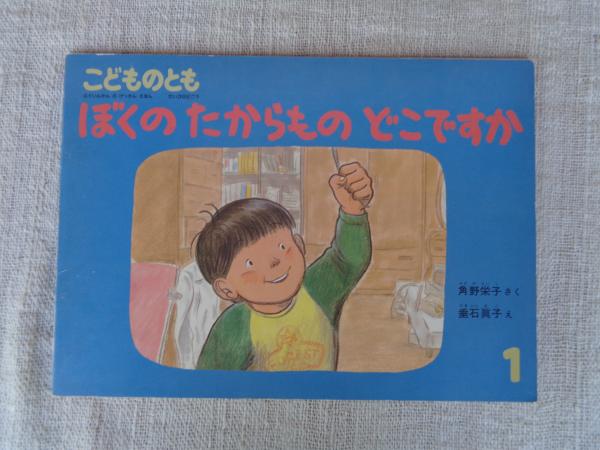 こどものとも
ぼくの たからもの どこですか
角野栄子 さく
垂石眞子 え
1